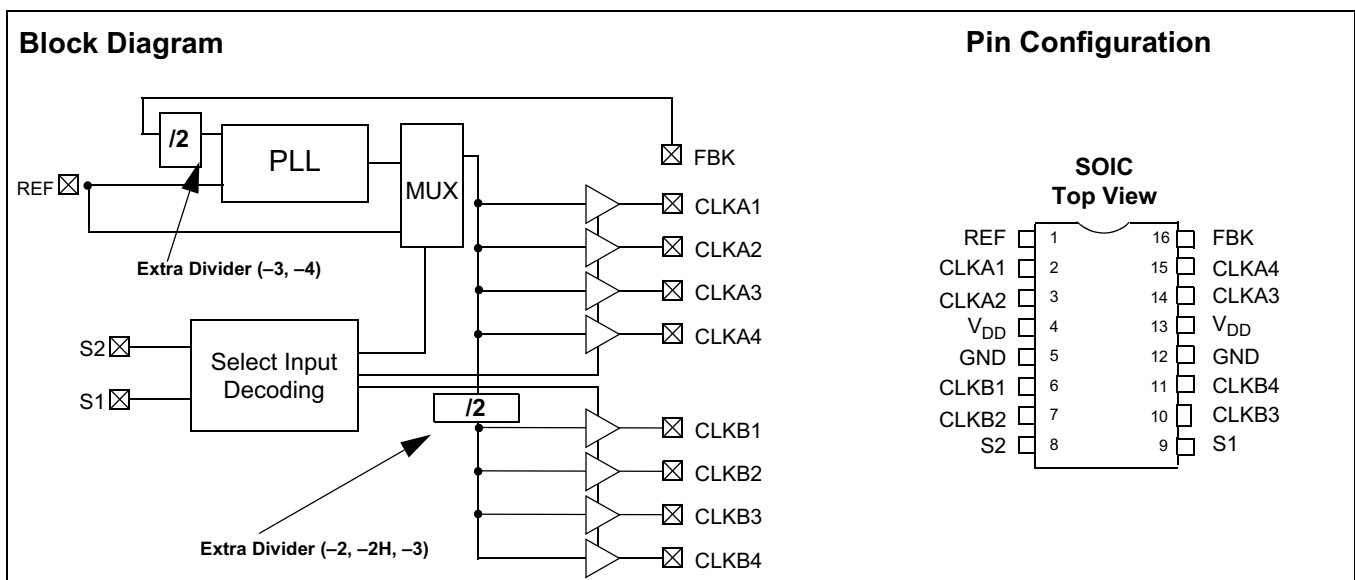 Block Diagram
/2
PLL
MUX
REF
FBK
CLKA1
CLKA2
CLKA3
CLKA4
Extra Divider (–3, –4)
S2
S1
Select Input
Decoding
/2
CLKB1
CLKB2
CLKB3
CLKB4
Extra Divider (–2, –2H, –3)
Pin Configuration
SOIC
Top View
REF 1 16 FBK
CLKA1 2 15 CLKA4
CLKA2 3 14 CLKA3
VDD 4 13 VDD
GND 5 12 GND
CLKB1 6 11 CLKB4
CLKB2 7 10 CLKB3
S2 8 9 S1